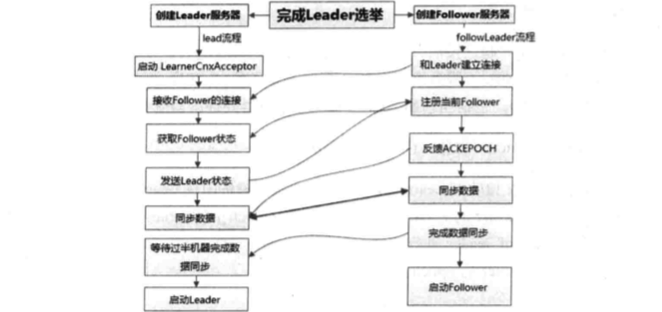 完成Leader选举
创建Leader服务器
创建Follower服务器
lead流程
followLeader流程
启动 LearnerCnxAcceptor
和Leader建立连接
接收Follower的连接
注册当前Follower
获取Follower状态
反馈ACKEPOCH
发送Leader状态
同步数据
同步数据
等待过半机器完成数
据同步
完成数据同步
启动Leader
启动Follower